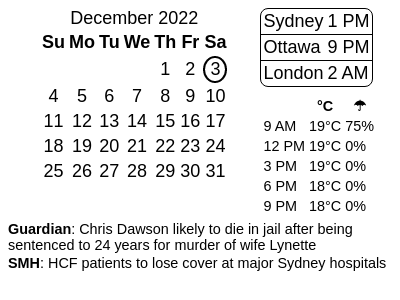 December 2022
Su Mo Tu We Th Fr Sa
1 2 3
4 5 6 7 8 9 10
11 12 13 14 15 16 17
18 19 20 21 22 23 24
25 26 27 28 29 30 31
Sydney 1 PM
Ottawa 9 PM
London 2 AM
°C ☂
9 AM 19°C 75%
12 PM 19°C 0%
3 PM 19°C 0%
6 PM 18°C 0%
9 PM 18°C 0%
Guardian: Chris Dawson likely to die in jail after being
sentenced to 24 years for murder of wife Lynette
SMH: HCF patients to lose cover at major Sydney hospitals